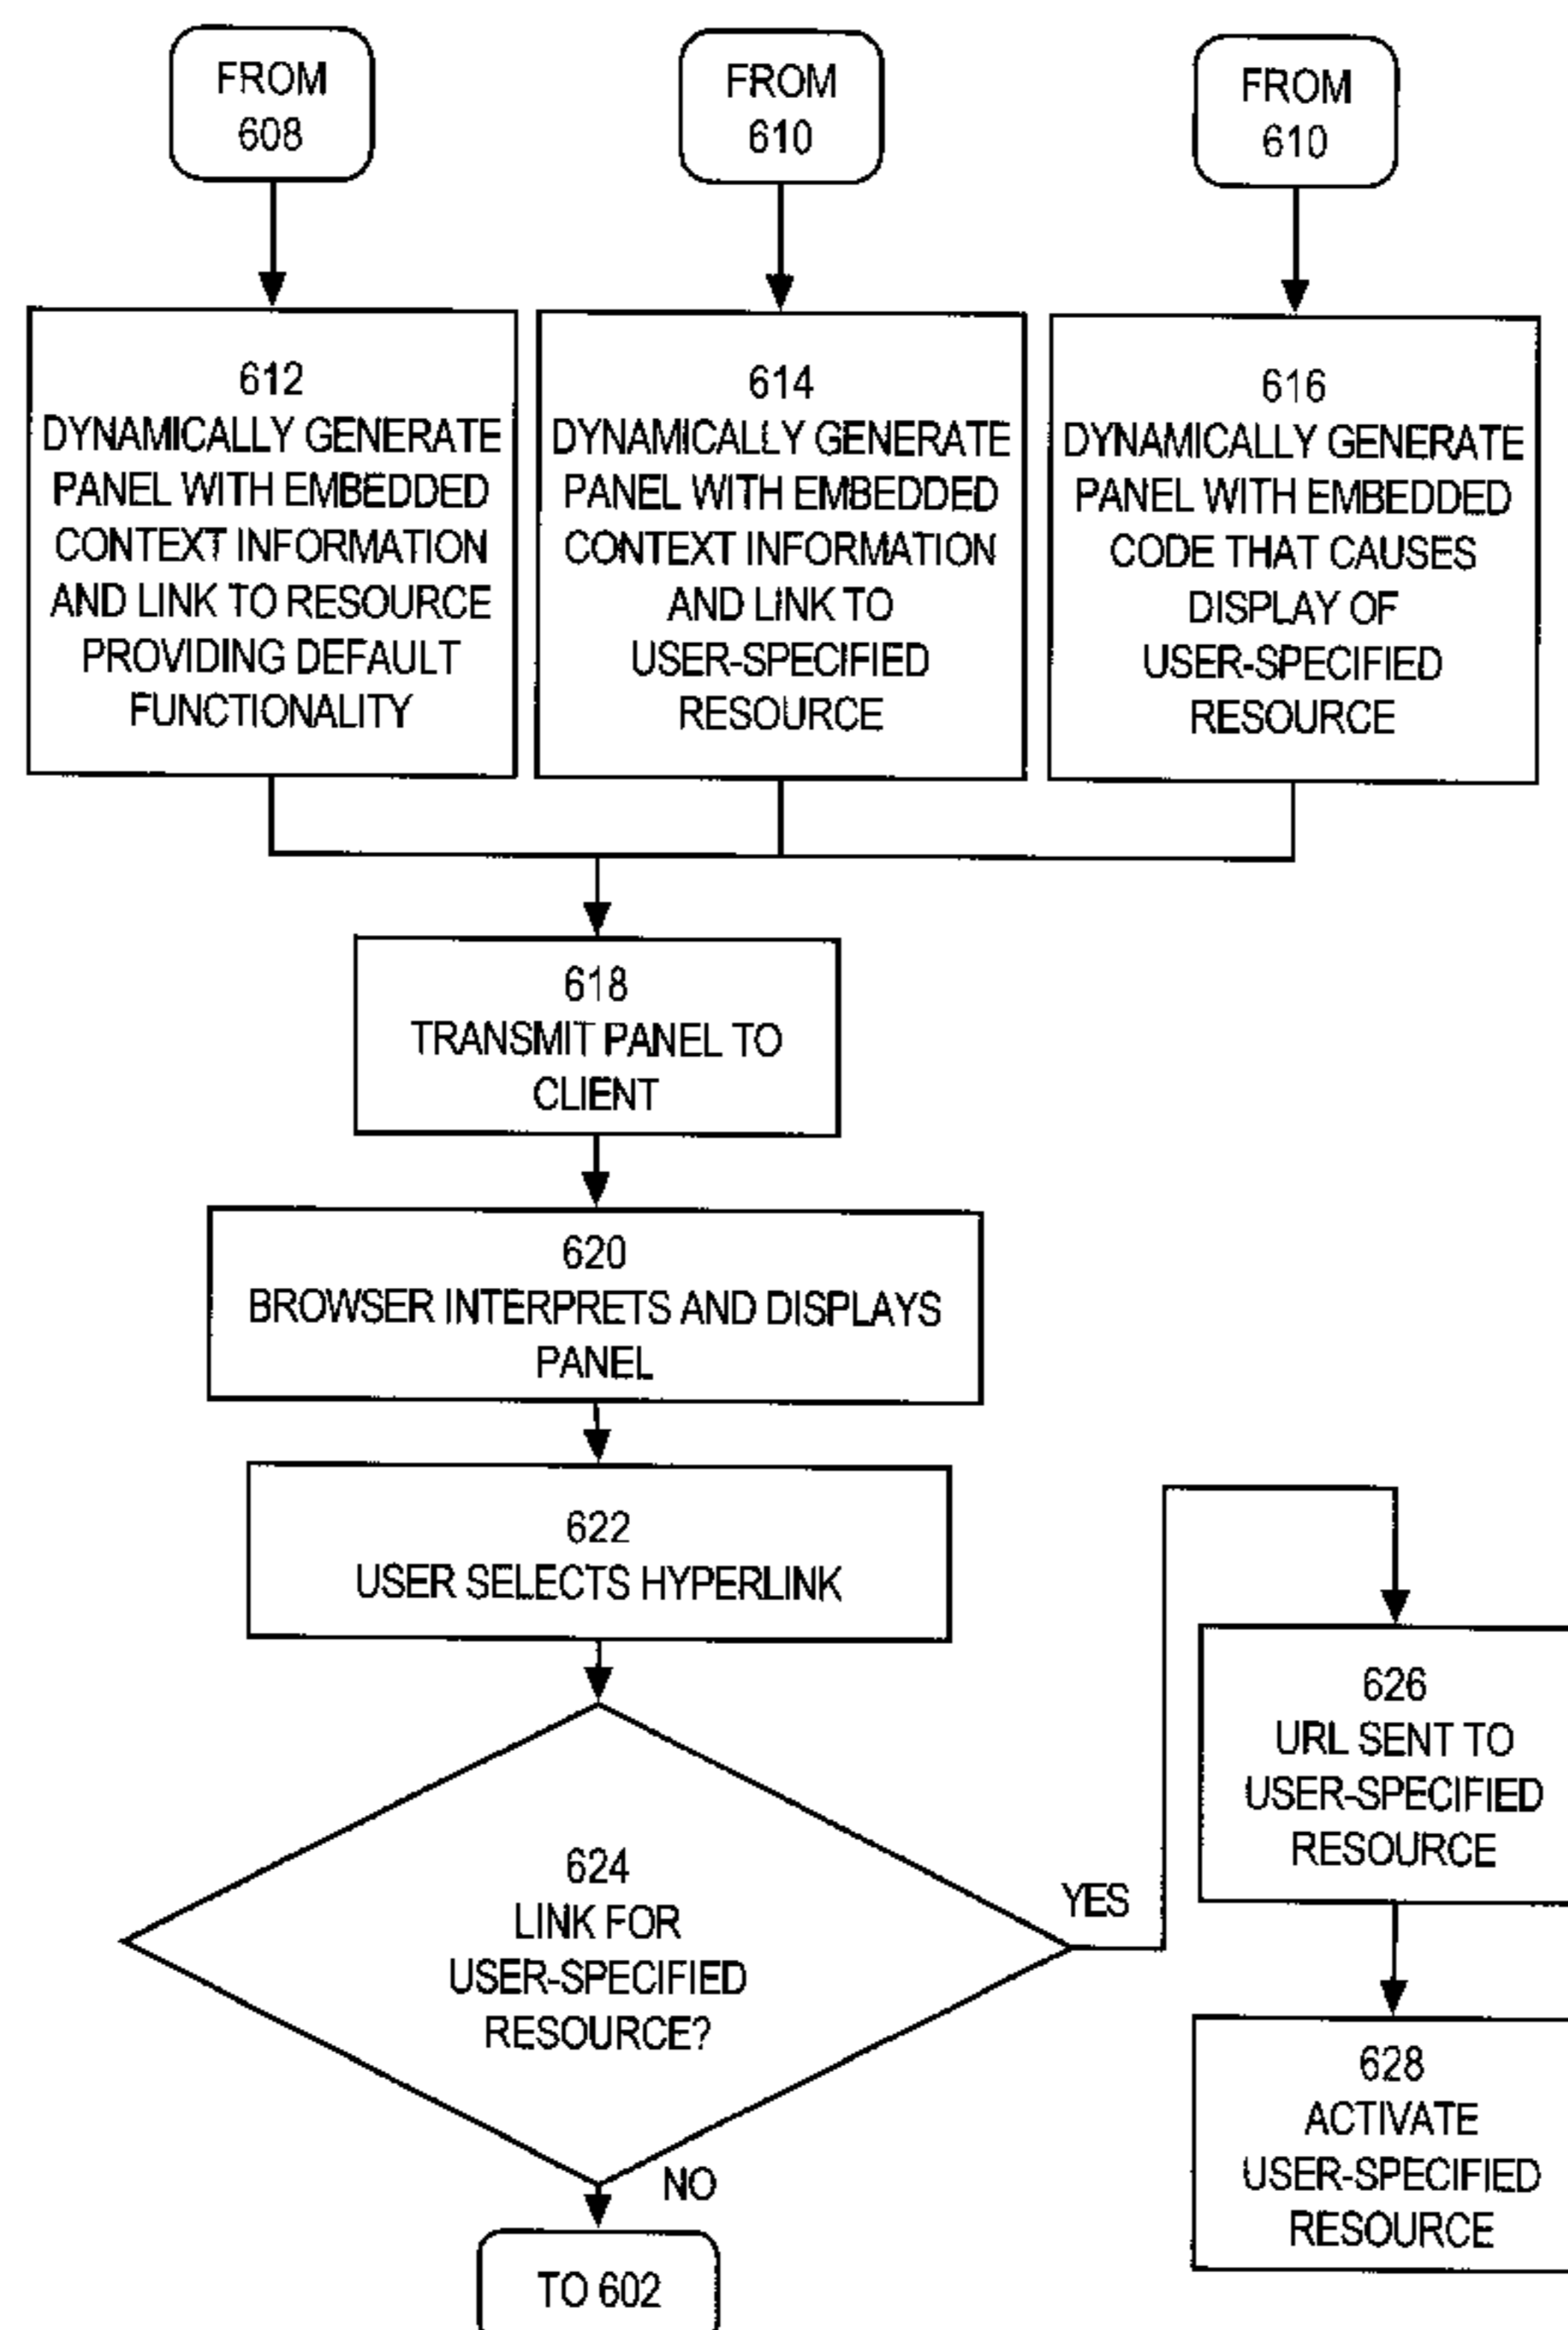 FROM
608
FROM
610
FROM
610
612
DYNAMICALLY GENERATE
PANEL WITH EMBEDDED
CONTEXT INFORMATION
AND LINK TO RESOURCE
PROVIDING DEFAULT
FUNCTIONALITY
614
DYNAMICALLY GENERATE
PANEL WITH EMBEDDED
CONTEXT INFORMATION
AND LINK TO
USER-SPECIFIED
RESOURCE
616
DYNAMICALLY GENERATE
PANEL WITH EMBEDDED
CODE THAT CAUSES
DISPLAY OF
USER-SPECIFIED
RESOURCE
618
TRANSMIT PANEL TO
CLIENT
620
BROWSER INTERPRETS AND DISPLAYS
PANEL
622
USER SELECTS HYPERLINK
624
LINK FOR
USER-SPECIFIED
RESOURCE?
YES
626
URL SENT TO
USER-SPECIFIED
RESOURCE
628
ACTIVATE
USER-SPECIFIED
RESOURCE
NO
TO 602